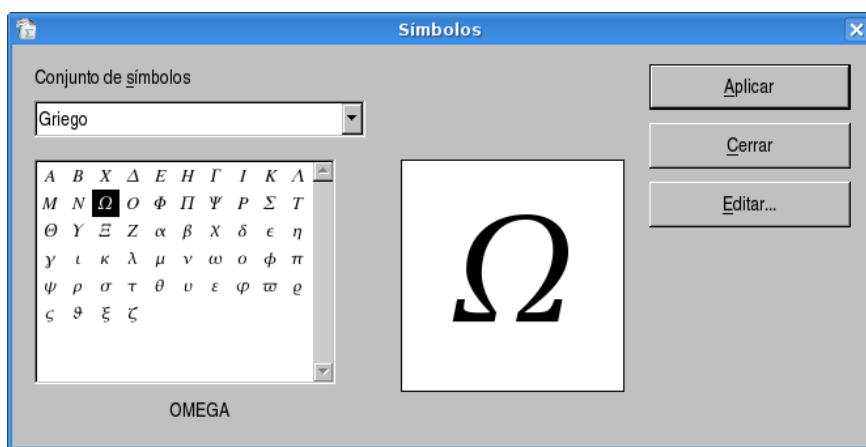 Símbolos
Conjunto de símbolos
Griego
Α Β Χ Δ Ε Η Γ Ι Κ Λ
Μ Ν Ω Ο Φ Π Ψ Ρ Σ Τ
Θ Υ Ξ Ζ α β χ δ ϵ η
γ ι κ λ μ ν ω ο ϕ π
ψ ρ σ τ θ υ ε φ ϖ ϱ
ς ϑ ξ ζ
OMEGA
Ω
Aplicar
Cerrar
Editar...